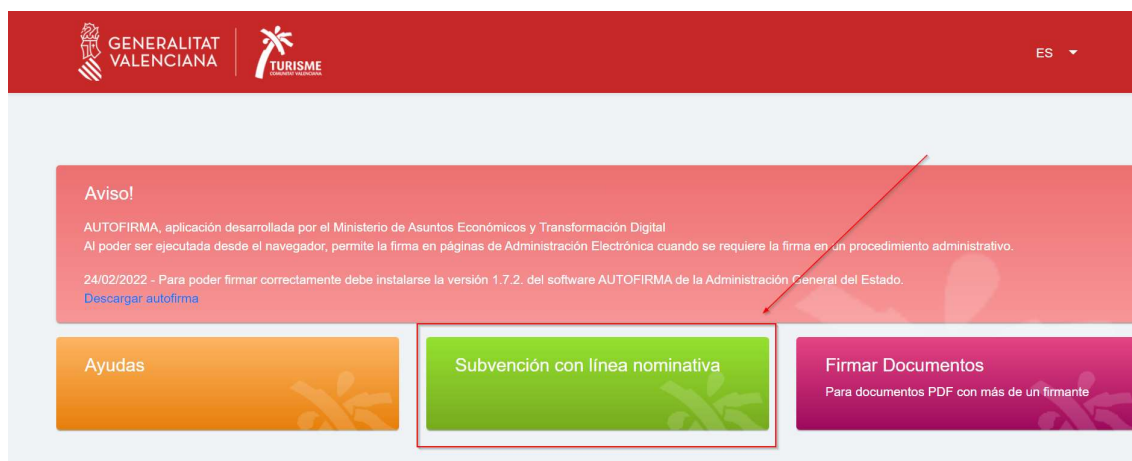 GENERALITAT
VALENCIANA
TURISME
COMUNITAT VALENCIANA
ES
Aviso!
AUTOFIRMA, aplicación desarrollada por el Ministerio de Asuntos Económicos y Transformación Digital
Al poder ser ejecutada desde el navegador, permite la firma en páginas de Administración Electrónica cuando se requiere la firma en un procedimiento administrativo.
24/02/2022 - Para poder firmar correctamente debe instalarse la versión 1.7.2. del software AUTOFIRMA de la Administración General del Estado.
Descargar autofirma
Ayudas
Subvención con línea nominativa
Firmar Documentos
Para documentos PDF con más de un firmante